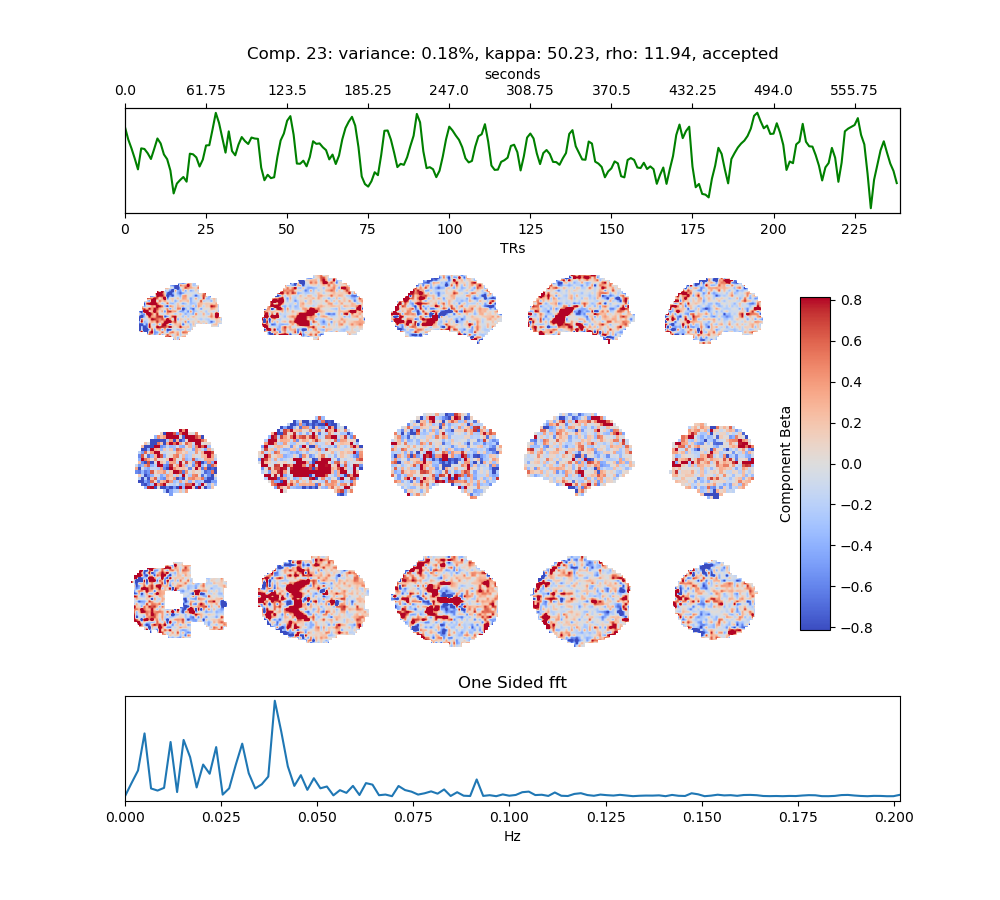 Comp. 23: variance: 0.18%, kappa: 50.23, rho: 11.94, accepted
seconds
0.0 61.75 123.5 185.25 247.0 308.75 370.5 432.25 494.0 555.75
0 25 50 75 100 125 150 175 200 225
TRs
0.8
0.6
0.4
0.2
0.0
−0.2
−0.4
−0.6
−0.8
Component Beta
One Sided fft
0.000 0.025 0.050 0.075 0.100 0.125 0.150 0.175 0.200
Hz